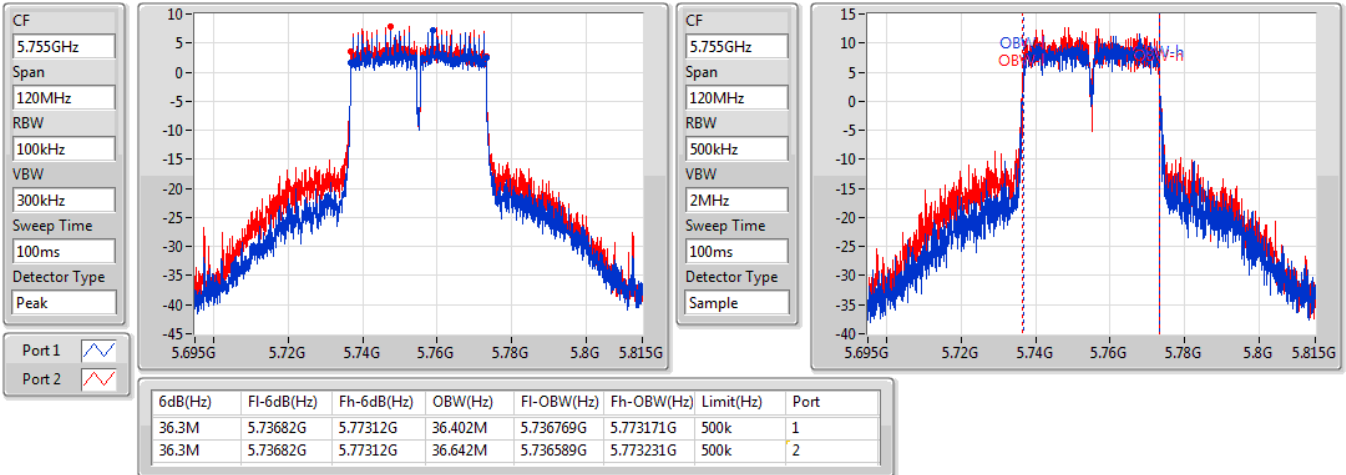 CF
5.755GHz
Span
120MHz
RBW
100kHz
VBW
300kHz
Sweep Time
100ms
Detector Type
Peak
Port 1
Port 2
10
5
0
-5
-10
-15
-20
-25
-30
-35
-40
-45
5.695G 5.72G 5.74G 5.76G 5.78G 5.8G 5.815G
CF
5.755GHz
Span
120MHz
RBW
500kHz
VBW
2MHz
Sweep Time
100ms
Detector Type
Sample
15
10
5
0
-5
-10
-15
-20
-25
-30
-35
-40
5.695G 5.72G 5.74G 5.76G 5.78G 5.8G 5.815G
6dB(Hz) Fl-6dB(Hz) Fh-6dB(Hz) OBW(Hz) Fl-OBW(Hz) Fh-OBW(Hz) Limit(Hz) Port
36.3M 5.73682G 5.77312G 36.402M 5.736769G 5.773171G 500k 1
36.3M 5.73682G 5.77312G 36.642M 5.736589G 5.773231G 500k 2